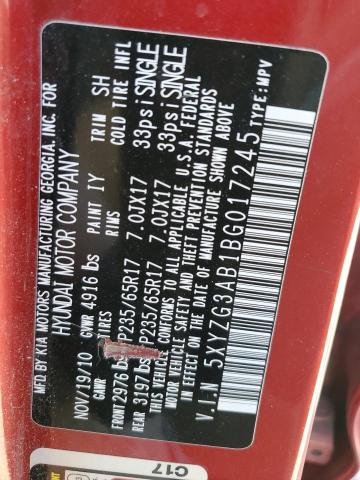 MFD. BY KIA MOTORS MANUFACTURING GEORGIA, INC. FOR
HYUNDAI MOTOR COMPANY
NOV/19/10 GVWR 4916 lbs PAINT IY TRIM SH
GAWR TIRES RIMS COLD TIRE INFL
FRONT 2976 lbs P235/65R17 7.0JX17 33psi SINGLE
REAR 3197 lbs P235/65R17 7.0JX17 33psi SINGLE
THIS VEHICLE CONFORMS TO ALL APPLICABLE U.S.A. FEDERAL
MOTOR VEHICLE SAFETY AND THEFT PREVENTION STANDARDS
IN EFFECT ON THE DATE OF MANUFACTURE SHOWN ABOVE
V.I.N 5XYZG3AB1BG017245 TYPE:MPV
C17